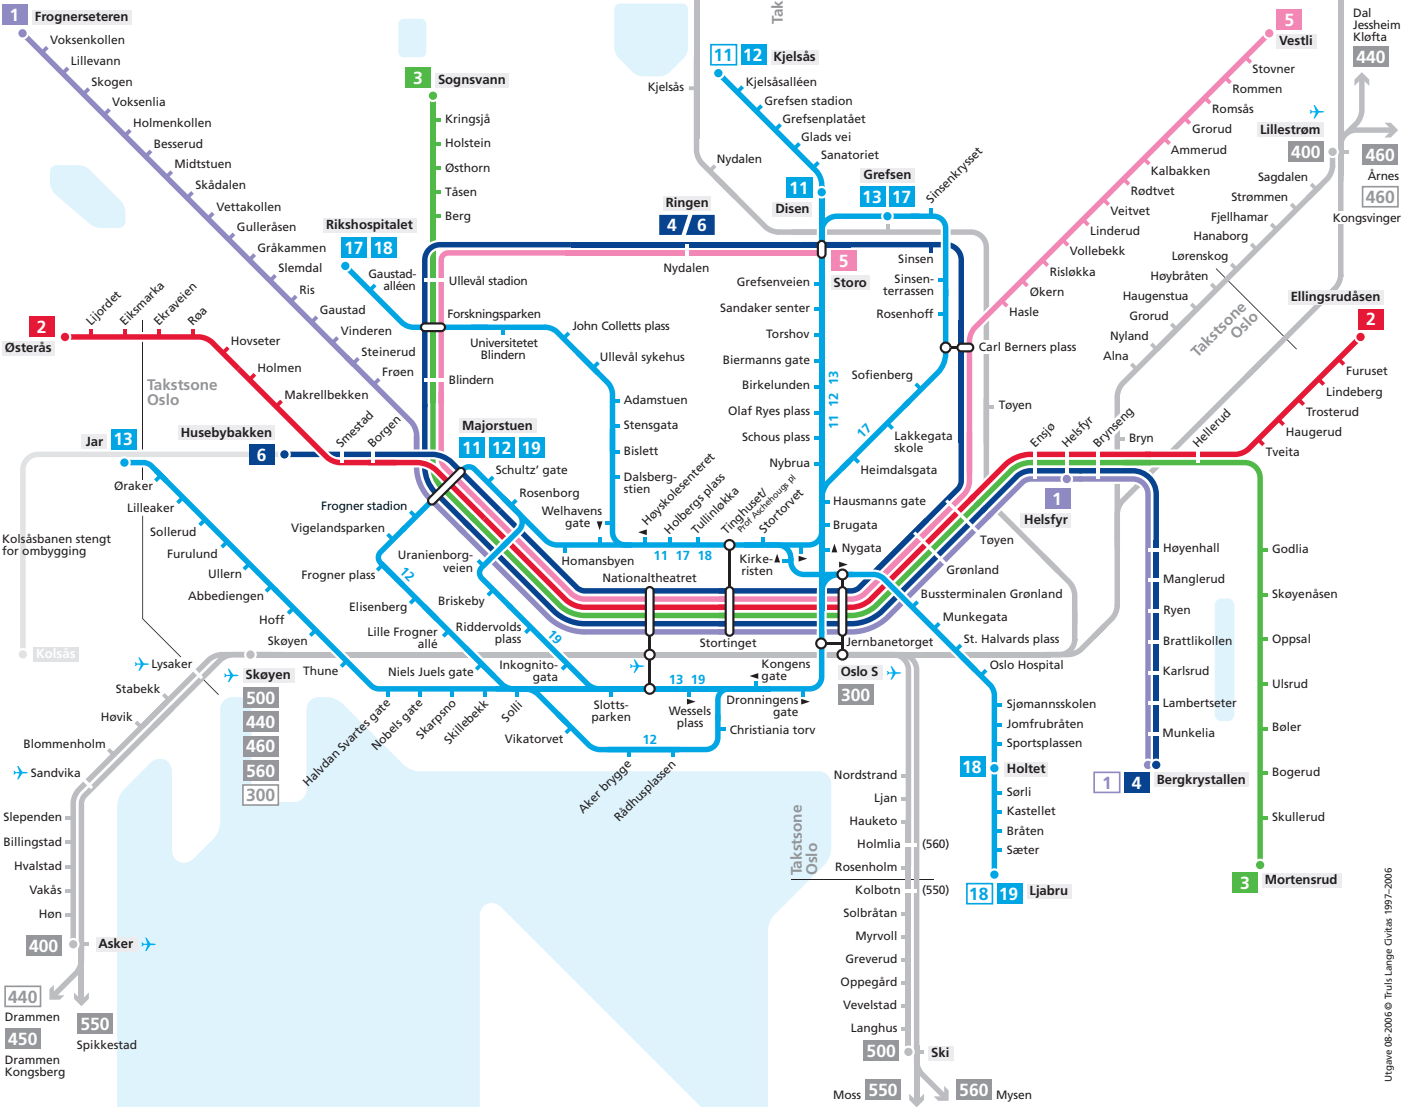 1 Frognerseteren
Voksenkollen
Lillevann
Skogen
Voksenlia
Holmenkollen
Besserud
Midtstuen
Skådalen
Vettakollen
Gulleråsen
Gråkammen
Slemdal
Ris
Gaustad
Vinderen
Steinerud
Frøen
3 Sognsvann
Kringsjå
Holstein
Østhorn
Tåsen
Berg
Ullevål stadion
Forskningsparken
Blindern
Rikshospitalet
17 18
Gaustad-
alléen
Universitetet
Blindern
John Colletts plass
Ullevål sykehus
Adamstuen
Stensgata
Bislett
Dalsberg-
stien
Welhavens
gate
Tak
Kjelsås
Nydalen
11 12 Kjelsås
Kjelsåsalléen
Grefsen stadion
Grefsenplatået
Glads vei
Sanatoriet
11
Disen
Grefsen
13 17
Sinsenkrysset
Ringen
4 / 6
Nydalen
5
Storo
Sinsen
Sinsen-
terrassen
Rosenhoff
Carl Berners plass
Sofienberg
17
Lakkegata
skole
Heimdalsgata
Grefsenveien
Sandaker senter
Torshov
Biermanns gate
Birkelunden
Olaf Ryes plass
Schous plass
Nybrua
11 12 13
Hausmanns gate
Brugata
Nygata
5
Vestli
Stovner
Rommen
Romsås
Grorud
Ammerud
Kalbakken
Rødtvet
Veitvet
Linderud
Vollebekk
Risløkka
Økern
Hasle
Dal
Jessheim
Kløfta
440
Lillestrøm
400
460
Årnes
460
Kongsvinger
Sagdalen
Strømmen
Fjellhamar
Hanaborg
Lørenskog
Høybråten
Haugenstua
Grorud
Nyland
Alna
Bryn
Takstsone
Oslo
Ellingsrudåsen
2
Furuset
Lindeberg
Trosterud
Haugerud
Tveita
Hellerud
Brynseng
Helsfyr
Ensjø
Tøyen
1
Helsfyr
Tøyen
Grønland
2
Østerås
Lijordet
Eiksmarka
Ekraveien
Røa
Hovseter
Holmen
Makrellbekken
Smestad
Borgen
Takstsone
Oslo
Husebybakken
6
Jar 13
Øraker
Lilleaker
Sollerud
Furulund
Ullern
Abbediengen
Hoff
Skøyen
Thune
Kolsåsbanen stengt
for ombygging
Kolsås
Majorstuen
11 12 19
Schultz’ gate
Rosenborg
Homansbyen
Frogner stadion
Vigelandsparken
Frogner plass
12
Elisenberg
Lille Frogner
allé
Niels Juels gate
Uranienborg-
veien
Briskeby
Riddervolds
plass
19
Inkognito-
gata
Høyskolesenteret
Holbergs plass
Tullinløkka
Tinghuset/
Prof Aschehougs pl
Stortorvet
11 17 18
Kirke-
risten
Nationaltheatret
Stortinget
Jernbanetorget
Bussterminalen Grønland
Munkegata
St. Halvards plass
Oslo Hospital
Oslo S
300
Kongens
gate
13 19
Dronningens
gate
Wessels
plass
Christiania torv
Slotts-
parken
12
Vikatorvet
Aker brygge
Rådhusplassen
Halvdan Svartes gate
Nobels gate
Skarpsno
Skillebekk
Solli
Lysaker
Skøyen
500
440
460
560
300
Stabekk
Høvik
Blommenholm
Sandvika
Slependen
Billingstad
Hvalstad
Vakås
Høn
400 Asker
440
Drammen
450
Drammen
Kongsberg
550
Spikkestad
Sjømannsskolen
Jomfrubråten
Sportsplassen
18 Holtet
Sørli
Kastellet
Bråten
Sæter
18 19 Ljabru
Takstsone
Oslo
Nordstrand
Ljan
Hauketo
Holmlia (560)
Rosenholm
Kolbotn (550)
Solbråtan
Myrvoll
Greverud
Oppegård
Vevelstad
Langhus
500 Ski
Moss 550
560 Mysen
Høyenhall
Manglerud
Ryen
Brattlikollen
Karlsrud
Lambertseter
Munkelia
1 4 Bergkrystallen
Godlia
Skøyenåsen
Oppsal
Ulsrud
Bøler
Bogerud
Skullerud
3 Mortensrud
Utgave 08-2006 © Truls Lange Civitas 1997–2006